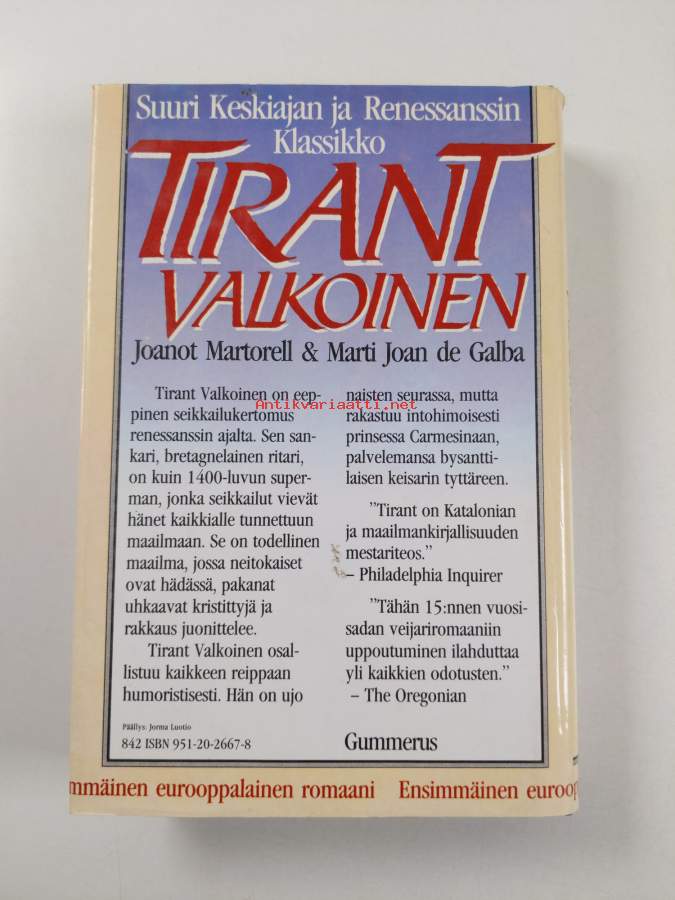 Suuri Keskiajan ja Renessanssin
Klassikko
TIRANT
VALKOINEN
Joanot Martorell & Marti Joan de Galba
Tirant Valkoinen on eep-
pinen seikkailukertomus
renessanssin ajalta. Sen san-
kari, bretagnelainen ritari,
on kuin 1400-luvun super-
man, jonka seikkailut vievät
hänet kaikkialle tunnettuun
maailmaan. Se on todellinen
maailma, jossa neitokaiset
ovat hädässä, pakanat
uhkaavat kristittyjä ja
rakkaus juonittelee.
Tirant Valkoinen osal-
listuu kaikkeen reippaan
humoristisesti. Hän on ujo
naisten seurassa, mutta
rakastuu intohimoisesti
prinsessa Carmesinaan,
palvelemansa bysantti-
laisen keisarin tyttäreen.
"Tirant on Katalonian
ja maailmankirjallisuuden
mestariteos."
– Philadelphia Inquirer
"Tähän 15:nnen vuosi-
sadan veijariromaaniin
uppoutuminen ilahduttaa
yli kaikkien odotusten."
– The Oregonian
Päällys: Jorma Luotio
842 ISBN 951-20-2667-8
Gummerus
mmäinen eurooppalainen romaani Ensimmäinen euroop
Antikvariaatti.net